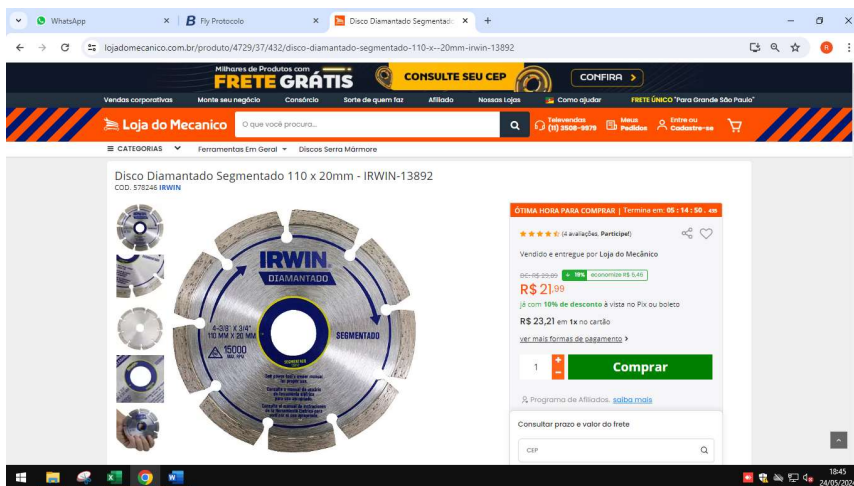 WhatsApp
Fly Protocolo
Disco Diamantado Segmentado
lojadomecanico.com.br/produto/4729/37/432/disco-diamantado-segmentado-110-x--20mm-irwin-13892
R
Milhares de Produtos com
FRETE GRÁTIS
CONSULTE SEU CEP
CONFIRA >
Vendas corporativas
Monte seu negócio
Consórcio
Sorte de quem faz
Afiliado
Nossas Lojas
Como ajudar
FRETE ÚNICO "Para Grande São Paulo"
Loja do Mecanico
O que você procura...
Televendas
(11) 3508-9979
Meus
Pedidos
Entre ou
Cadastre-se
CATEGORIAS
Ferramentas Em Geral
Discos Serra Mármore
Disco Diamantado Segmentado 110 x 20mm - IRWIN-13892
COD. 578246 IRWIN
IRWIN
DIAMANTADO
4-3/8" X 3/4"
110 MM X 20 MM
SEGMENTADO
15000
MAX. RPM
ÓTIMA HORA PARA COMPRAR | Termina em: 05 : 14 : 50 .
(4 avaliações, Participe!)
Vendido e entregue por Loja do Mecânico
economize R$ 5,46
R$ 21,99
já com 10% de desconto à vista no Pix ou boleto
R$ 23,21 em 1x no cartão
ver mais formas de pagamento >
1
+
-
Comprar
Programa de Afiliados. saiba mais
Consultar prazo e valor do frete
CEP
18:45
24/05/2024